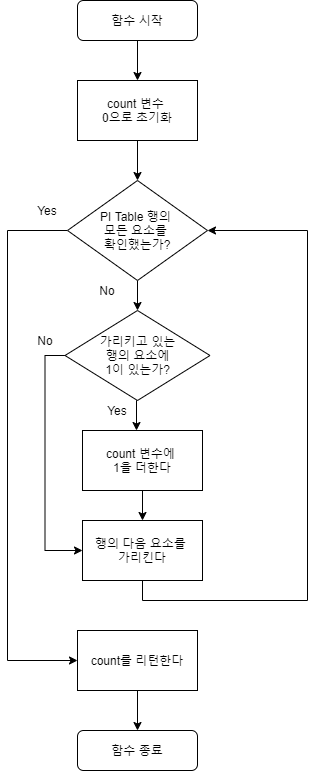 함수 시작
count 변수
0으로 초기화
Yes
PI Table 행의
모든 요소를
확인했는가?
No
No
가리키고 있는
행의 요소에
1이 있는가?
Yes
count 변수에
1을 더한다
행의 다음 요소를
가리킨다
count를 리턴한다
함수 종료